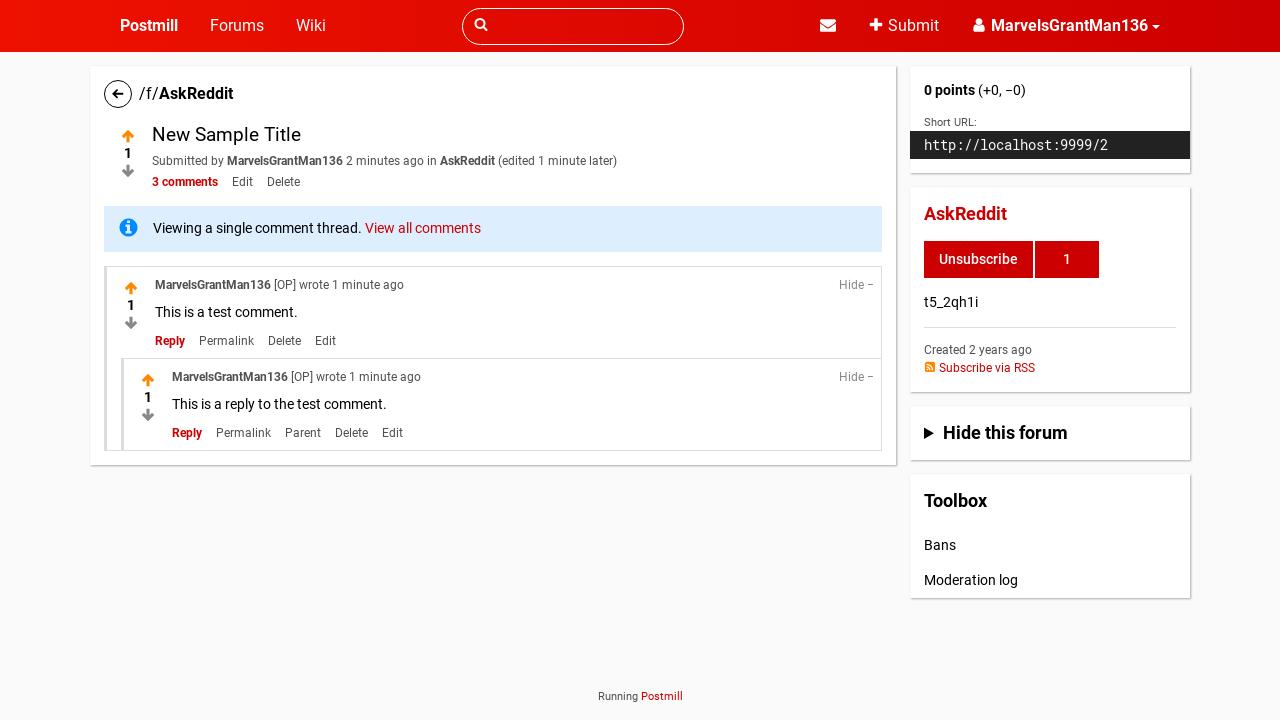 Postmill
Forums
Wiki
Submit
MarvelsGrantMan136
/f/AskReddit
1
New Sample Title
Submitted by MarvelsGrantMan136 2 minutes ago in AskReddit (edited 1 minute later)
3 comments Edit Delete
Viewing a single comment thread. View all comments
1
MarvelsGrantMan136 [OP] wrote 1 minute ago
Hide −
This is a test comment.
Reply Permalink Delete Edit
1
MarvelsGrantMan136 [OP] wrote 1 minute ago
Hide −
This is a reply to the test comment.
Reply Permalink Parent Delete Edit
0 points (+0, −0)
Short URL:
http://localhost:9999/2
AskReddit
Unsubscribe 1
t5_2qh1i
Created 2 years ago
Subscribe via RSS
Hide this forum
Toolbox
Bans
Moderation log
Running Postmill